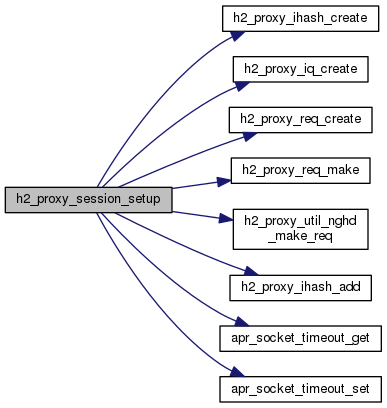 h2_proxy_ihash_create
h2_proxy_iq_create
h2_proxy_req_create
h2_proxy_req_make
h2_proxy_session_setup
h2_proxy_util_nghd
_make_req
h2_proxy_ihash_add
apr_socket_timeout_get
apr_socket_timeout_set